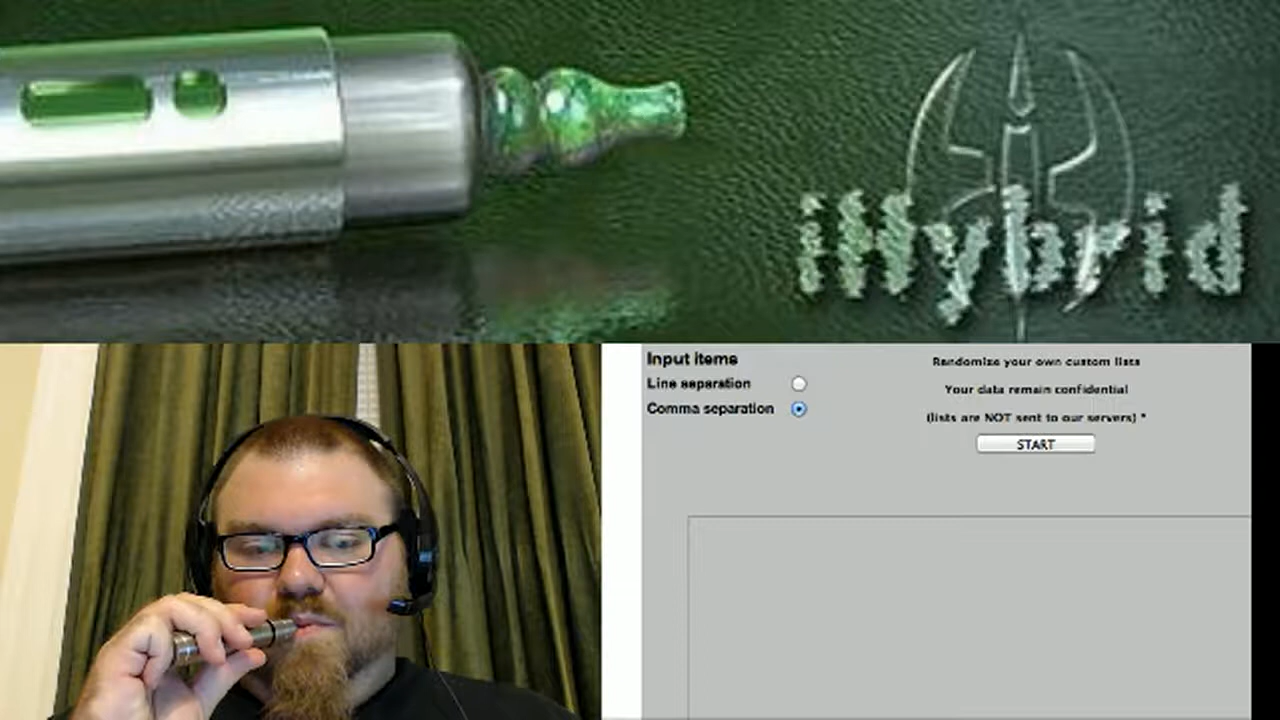 iHybrid
Input items
Line separation
Comma separation
Randomize your own custom lists
Your data remain confidential
(lists are NOT sent to our servers) *
START